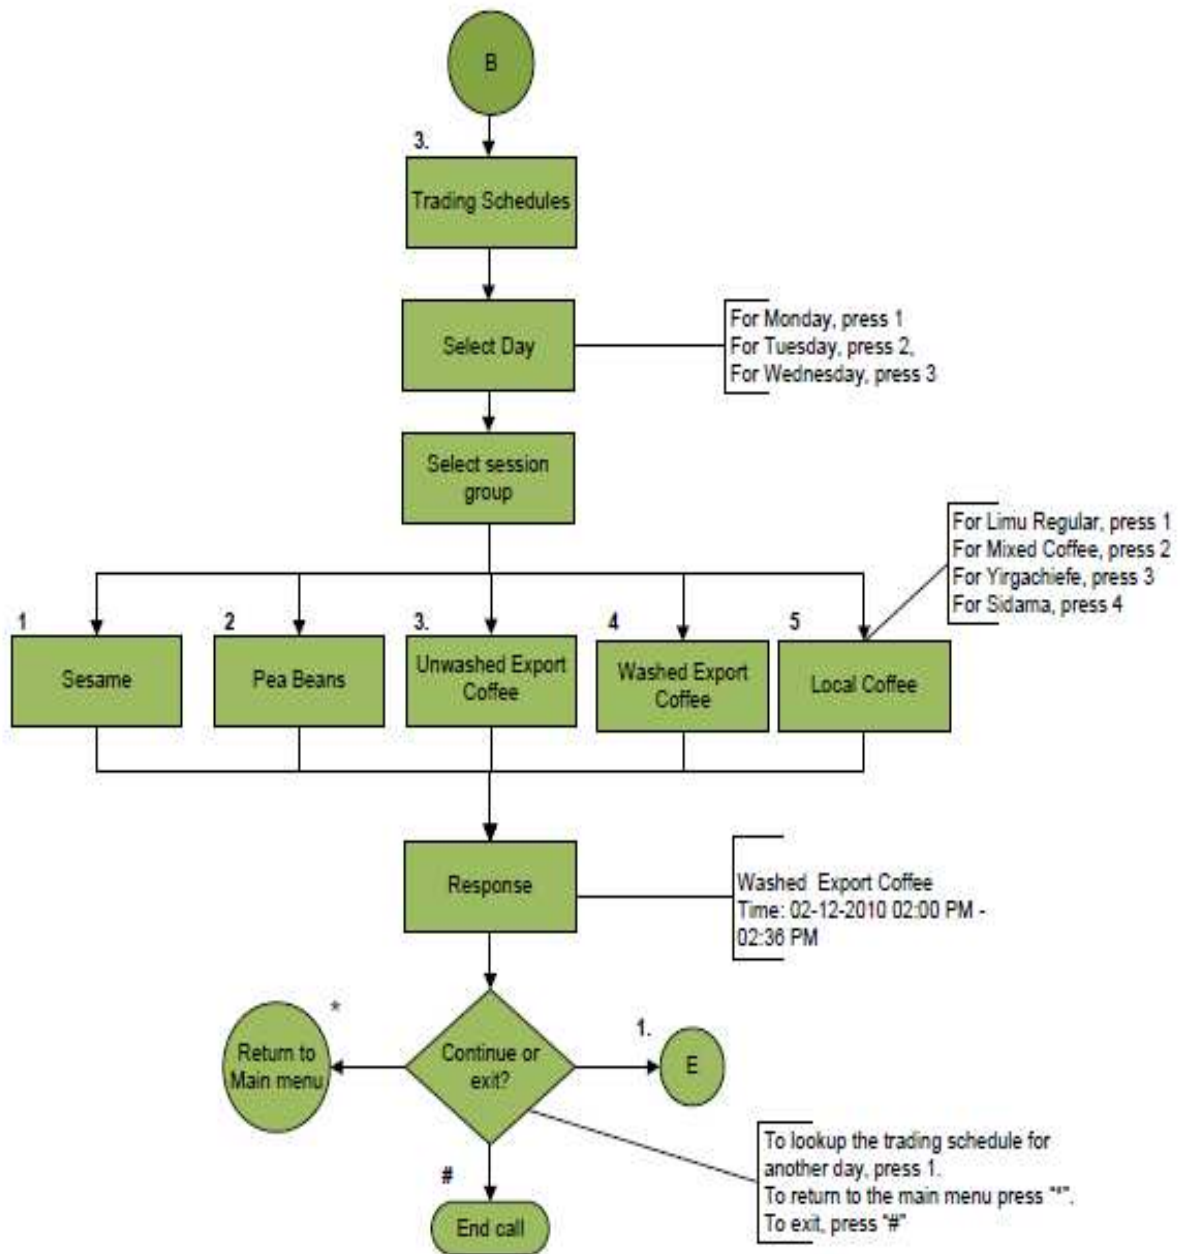 B
3.
Trading Schedules
Select Day
For Monday, press 1
For Tuesday, press 2,
For Wednesday, press 3
Select session
group
For Limu Regular, press 1
For Mixed Coffee, press 2
For Yirgachiefe, press 3
For Sidama, press 4
1
Sesame
2
Pea Beans
3.
Unwashed Export
Coffee
4
Washed Export
Coffee
5
Local Coffee
Response
Washed Export Coffee
Time: 02-12-2010 02:00 PM -
02:36 PM
*
Return to
Main menu
Continue or
exit?
1.
E
To lookup the trading schedule for
another day, press 1.
To return to the main menu press "*".
To exit, press "#"
#
End call